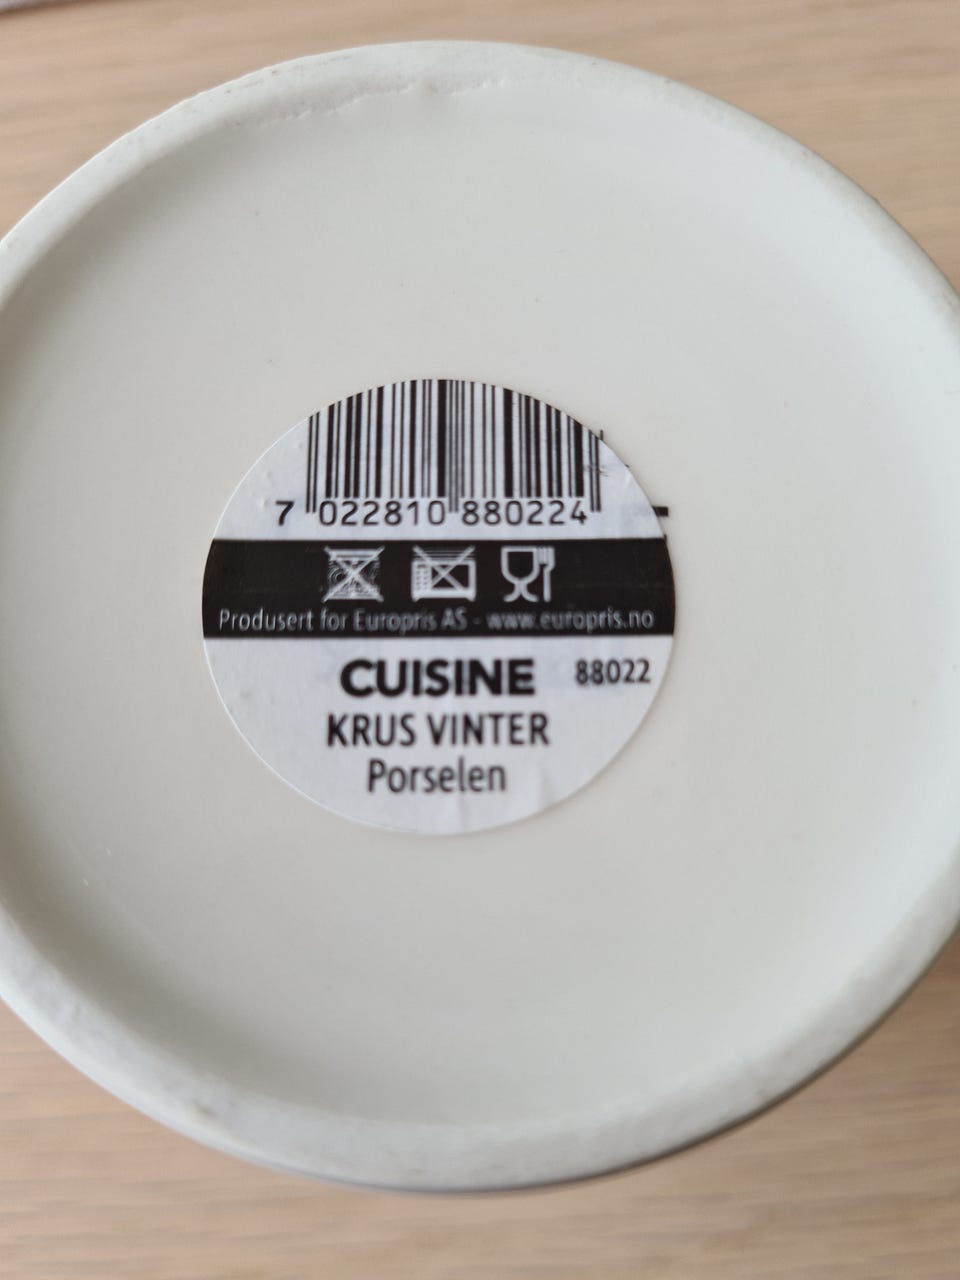 7 022810 880224
Produsert for Europris AS - www.europris.no
CUISINE 88022
KRUS VINTER
Porselen